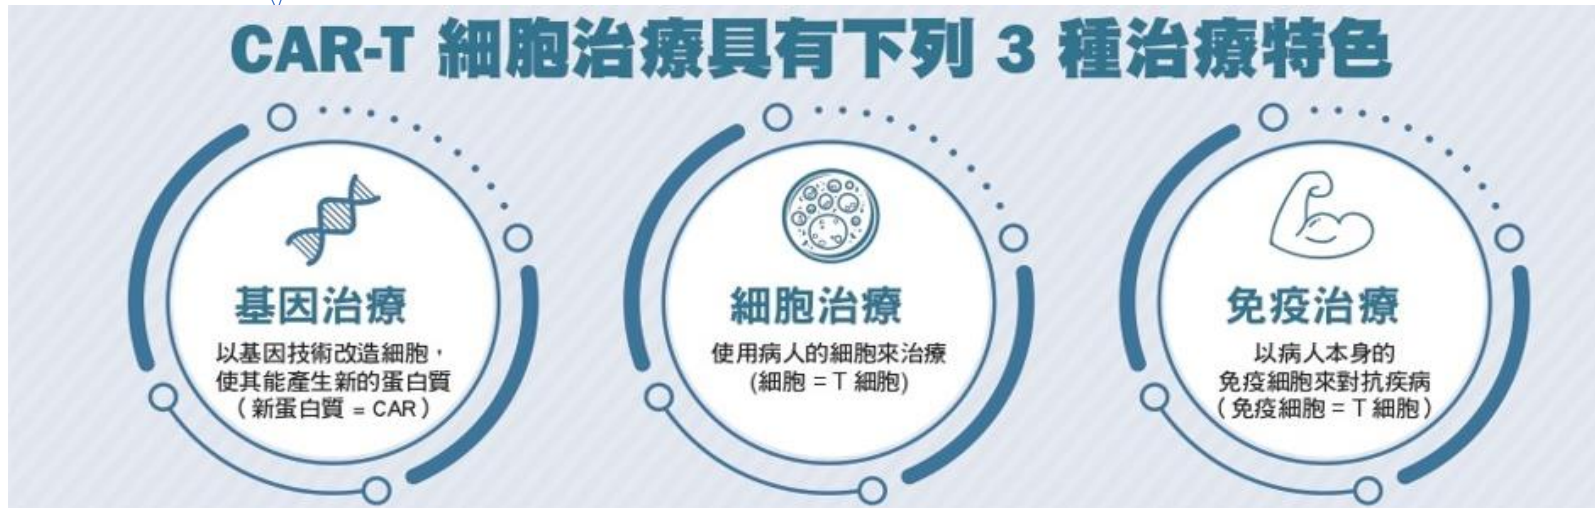 CAR-T 細胞治療具有下列 3 種治療特色
基因治療
以基因技術改造細胞，
使其能產生新的蛋白質
（新蛋白質 = CAR）
細胞治療
使用病人的細胞來治療
(細胞 = T 細胞)
免疫治療
以病人本身的
免疫細胞來對抗疾病
（免疫細胞 = T 細胞）